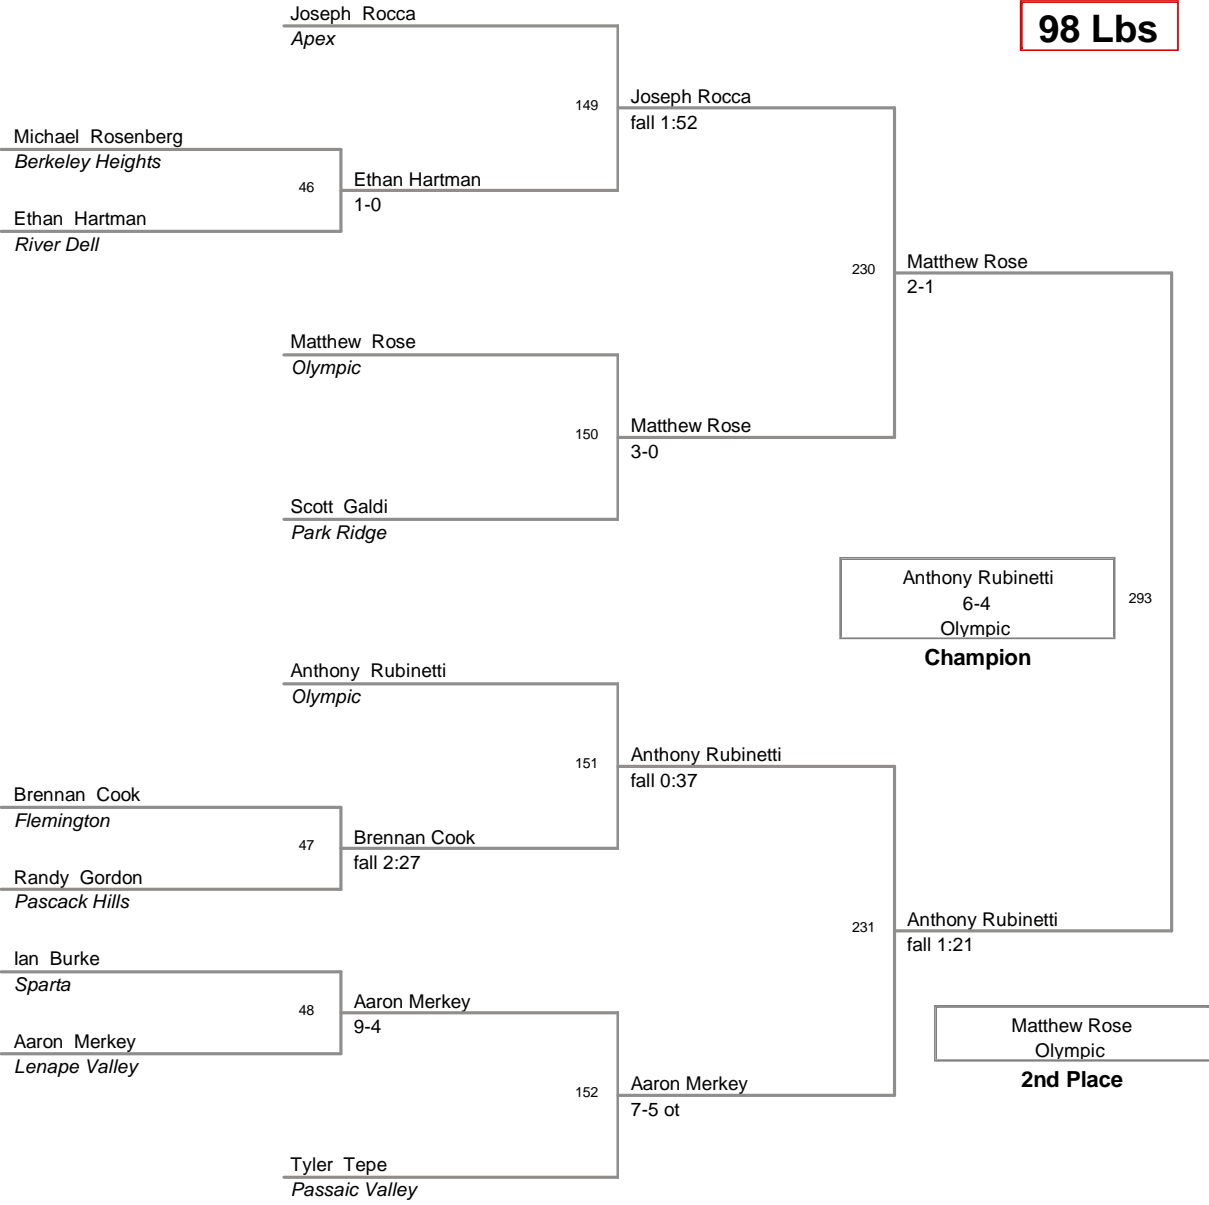 Joseph Rocca
Apex
98 Lbs
149
Joseph Rocca
fall 1:52
Michael Rosenberg
Berkeley Heights
46
Ethan Hartman
1-0
Ethan Hartman
River Dell
230
Matthew Rose
2-1
Matthew Rose
Olympic
150
Matthew Rose
3-0
Scott Galdi
Park Ridge
Anthony Rubinetti
6-4
Olympic
293
Champion
Anthony Rubinetti
Olympic
151
Anthony Rubinetti
fall 0:37
Brennan Cook
Flemington
47
Brennan Cook
fall 2:27
Randy Gordon
Pascack Hills
231
Anthony Rubinetti
fall 1:21
Ian Burke
Sparta
48
Aaron Merkey
9-4
Aaron Merkey
Lenape Valley
Matthew Rose
Olympic
2nd Place
152
Aaron Merkey
7-5 ot
Tyler Tepe
Passaic Valley